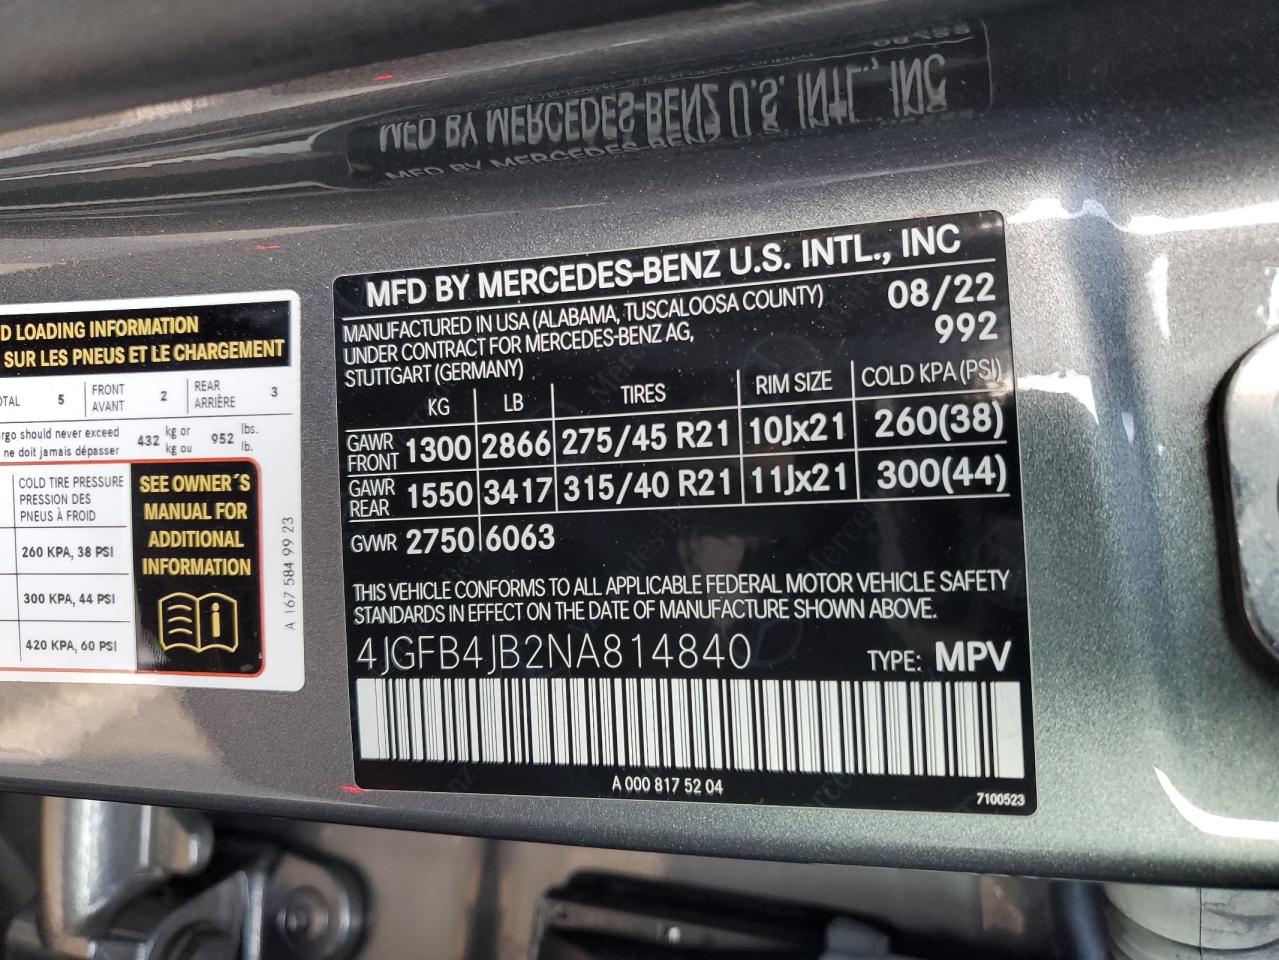 D LOADING INFORMATION
SUR LES PNEUS ET LE CHARGEMENT
OTAL 5 FRONT AVANT 2 REAR ARRIÈRE 3
rgo should never exceed 432 kg or 952 lbs.
ne doit jamais dépasser kg ou lb.
COLD TIRE PRESSURE
PRESSION DES
PNEUS À FROID
260 KPA, 38 PSI
300 KPA, 44 PSI
420 KPA, 60 PSI
SEE OWNER´S
MANUAL FOR
ADDITIONAL
INFORMATION
A 167 584 99 23
MFD BY MERCEDES-BENZ U.S. INTL., INC
MANUFACTURED IN USA (ALABAMA, TUSCALOOSA COUNTY) 08/22
UNDER CONTRACT FOR MERCEDES-BENZ AG, 992
STUTTGART (GERMANY)
KG LB TIRES RIM SIZE COLD KPA (PSI)
GAWR FRONT 1300 2866 275/45 R21 10Jx21 260(38)
GAWR REAR 1550 3417 315/40 R21 11Jx21 300(44)
GVWR 2750 6063
THIS VEHICLE CONFORMS TO ALL APPLICABLE FEDERAL MOTOR VEHICLE SAFETY
STANDARDS IN EFFECT ON THE DATE OF MANUFACTURE SHOWN ABOVE.
4JGFB4JB2NA814840 TYPE: MPV
A 000 817 52 04
7100523